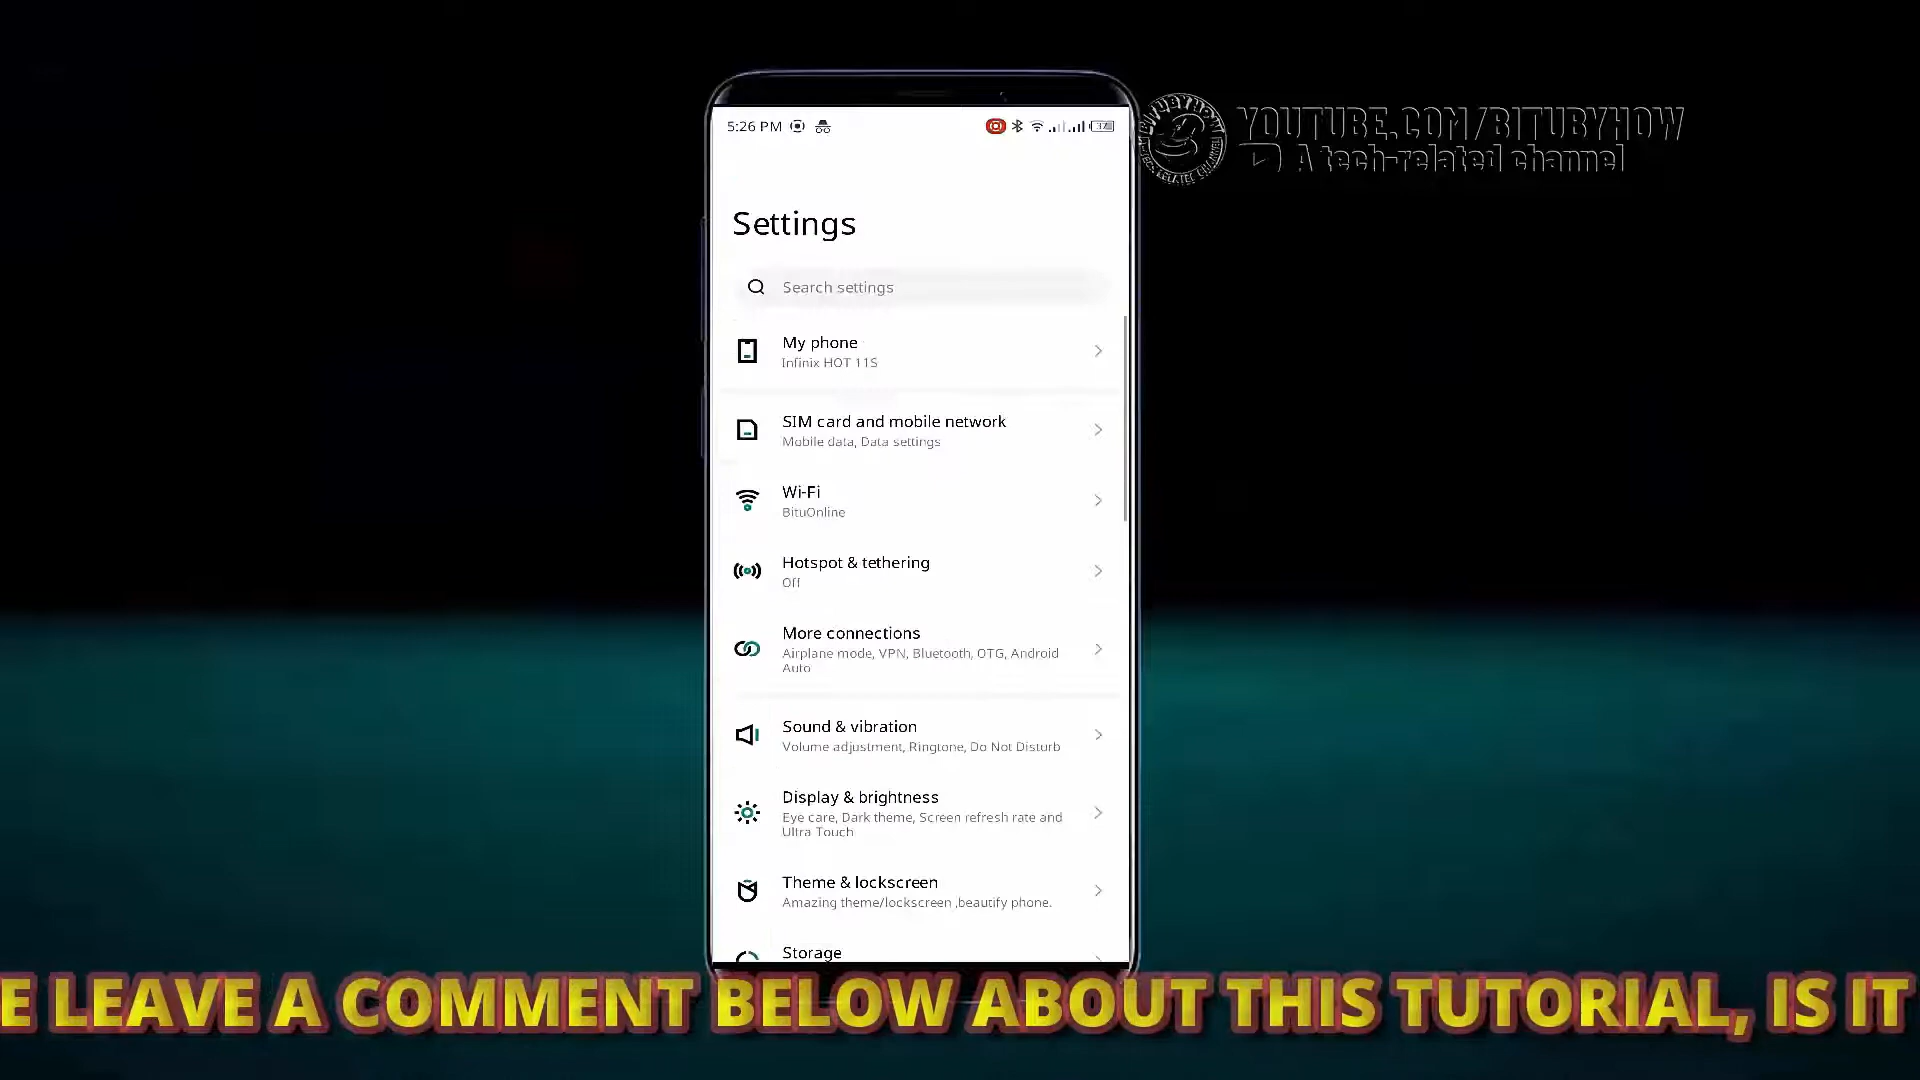 5:26 PM
37
YOUTUBE.COM/BITUBYHOW
A tech-related channel
BITUBYHOW
Settings
Search settings
My phone
Infinix HOT 11S
SIM card and mobile network
Mobile data, Data settings
Wi-Fi
BituOnline
Hotspot & tethering
Off
More connections
Airplane mode, VPN, Bluetooth, OTG, Android
Auto
Sound & vibration
Volume adjustment, Ringtone, Do Not Disturb
Display & brightness
Eye care, Dark theme, Screen refresh rate and
Ultra Touch
Theme & lockscreen
Amazing theme/lockscreen ,beautify phone.
Storage
E LEAVE A COMMENT BELOW ABOUT THIS TUTORIAL, IS IT